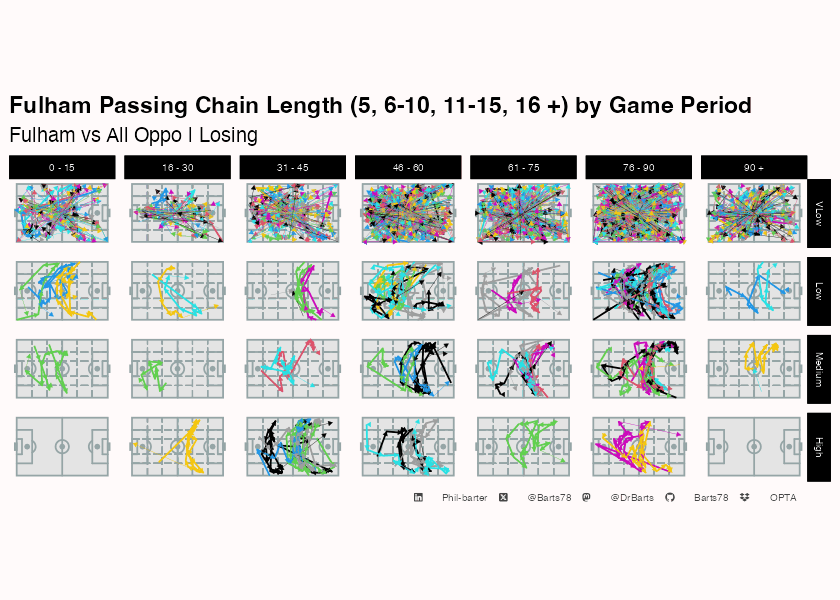 Fulham Passing Chain Length (5, 6-10, 11-15, 16 +) by Game Period
Fulham vs All Oppo I Losing
0 - 15
16 - 30
31 - 45
46 - 60
61 - 75
76 - 90
90 +
VLow
Low
Medium
High
Phil-barter @Barts78 @DrBarts Barts78 OPTA